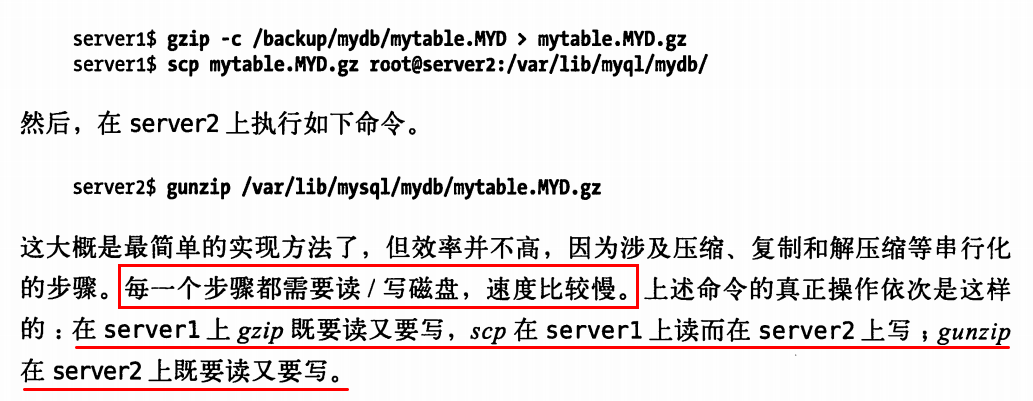 server1$ gzip -c /backup/mydb/mytable.MYD > mytable.MYD.gz
server1$ scp mytable.MYD.gz root@server2:/var/lib/myql/mydb/
然后，在 server2 上执行如下命令。
server2$ gunzip /var/lib/mysql/mydb/mytable.MYD.gz
这大概是最简单的实现方法了，但效率并不高，因为涉及压缩、复制和解压缩等串行化
的步骤。每一个步骤都需要读 / 写磁盘，速度比较慢。上述命令的真正操作依次是这样
的：在 server1 上 gzip 既要读又要写，scp 在 server1 上读而在 server2 上写；gunzip
在 server2 上既要读又要写。